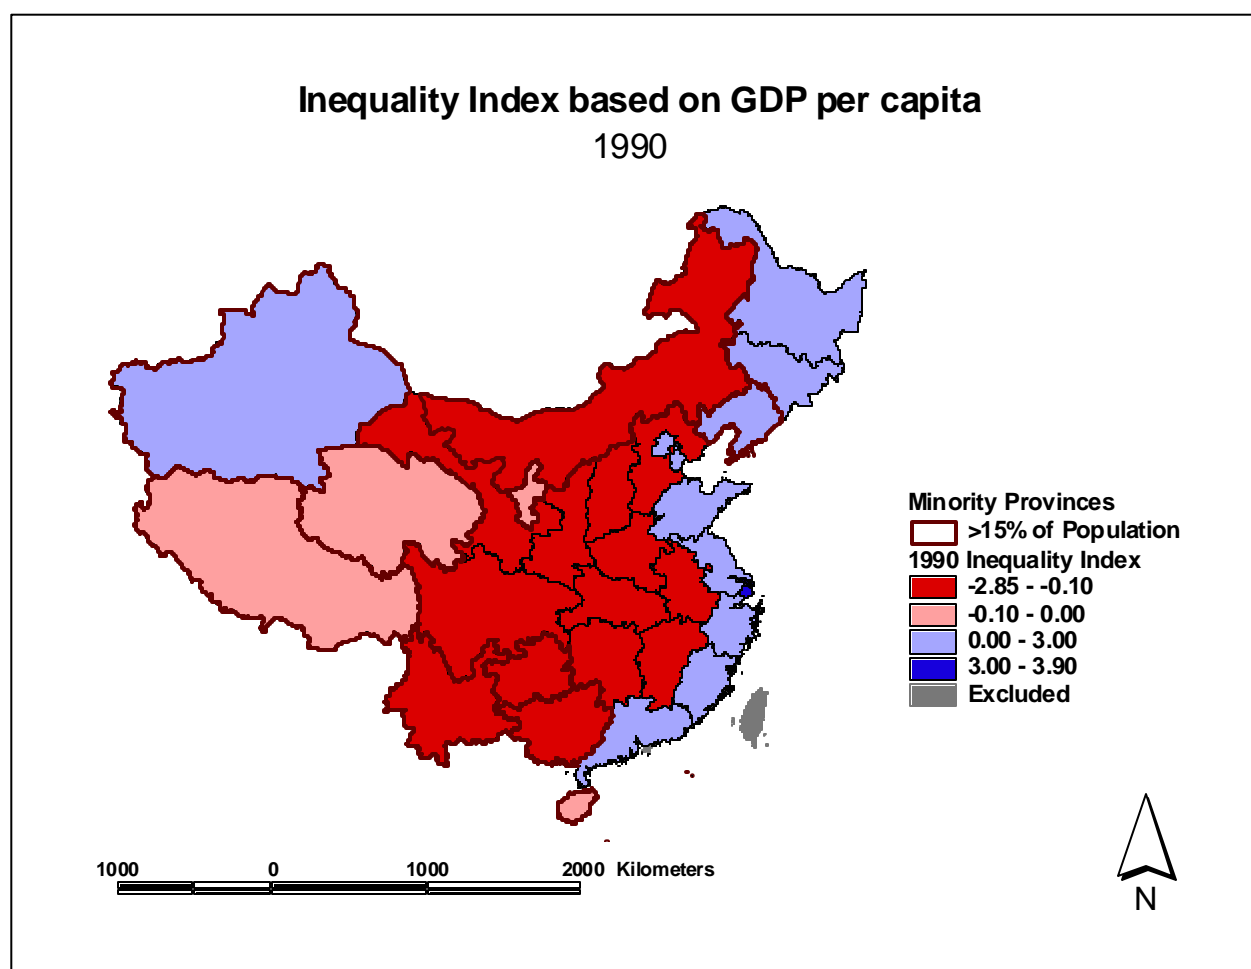 Inequality Index based on GDP per capita
1990
Minority Provinces
>15% of Population
1990 Inequality Index
-2.85 - -0.10
-0.10 - 0.00
0.00 - 3.00
3.00 - 3.90
Excluded
1000 0 1000 2000 Kilometers
N